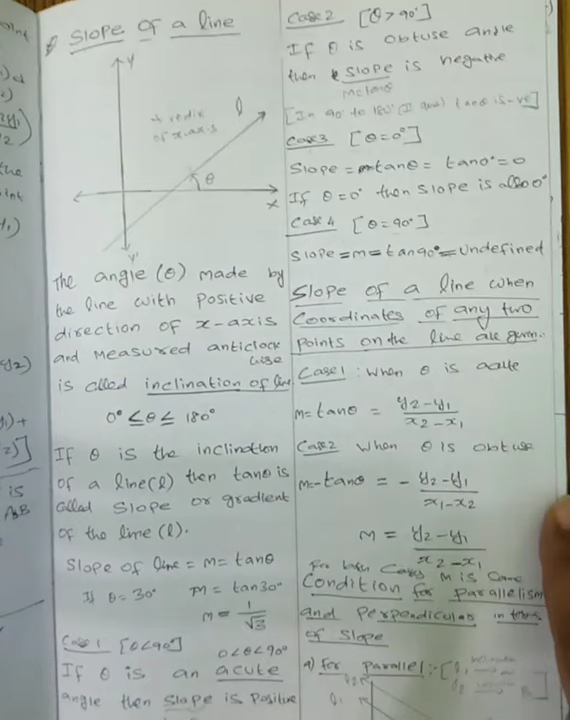 Slope of a line
Y
l
θ
X
Y'
The angle (θ) made by
the line with positive
direction of x-axis
and measured anticlock
wise
is called inclination of line
0° ≤ θ ≤ 180°
If θ is the inclination
of a line(l) then tanθ is
called slope or gradient
of the line (l).
Slope of line = m = tanθ
If θ = 30° m = tan30°
m = 1/√3
Case 1 [θ<90°] 0<θ<90°
If θ is an acute
angle then slope is positive
Case 2 [θ>90°]
If θ is obtuse angle
then slope is negative
m=tanθ
[In 90° to 180° (II quad) tanθ is -ve]
Case 3 [θ=0°]
Slope = m tanθ = tan0° = 0
If θ=0° then slope is also 0°
Case 4 [θ=90°]
Slope = m = tan90° = undefined
Slope of a line when
Coordinates of any two
points on the line are given.
Case 1: When θ is acute
m = tanθ = y2-y1/x2-x1
Case 2 When θ is obtuse
m = -tanθ = - y2-y1/x1-x2
m = y2-y1/x2-x1
For both Cases m is same
Condition for parallelism
and perpendicular in terms
of slope
a) for parallel:- [l1
l2
l2
l1